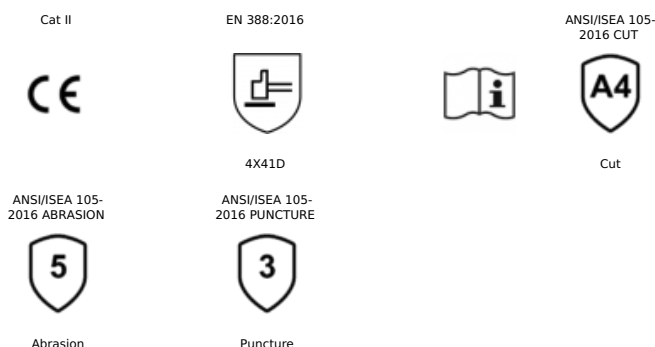 Cat II
EN 388:2016
ANSI/ISEA 105-
2016 CUT
CE
i
A4
4X41D
Cut
ANSI/ISEA 105-
2016 ABRASION
ANSI/ISEA 105-
2016 PUNCTURE
5
3
Abrasion
Puncture